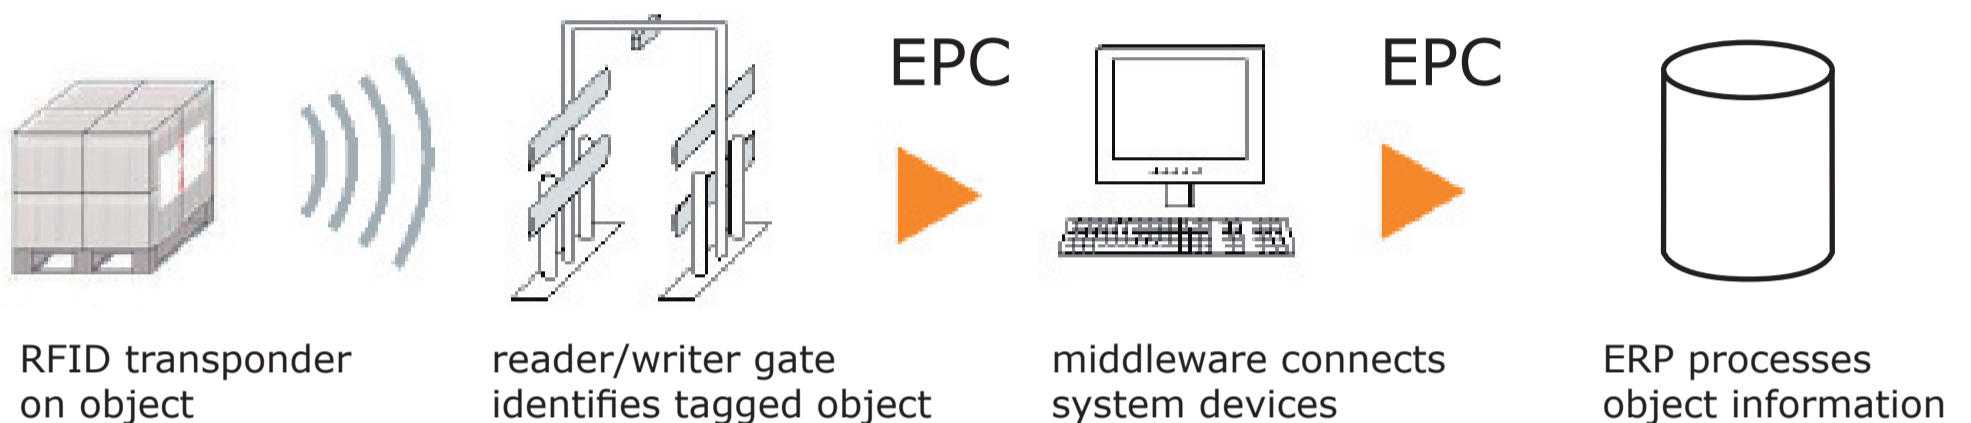 EPC
EPC
RFID transponder
on object
reader/writer gate
identifies tagged object
middleware connects
system devices
ERP processes
object information